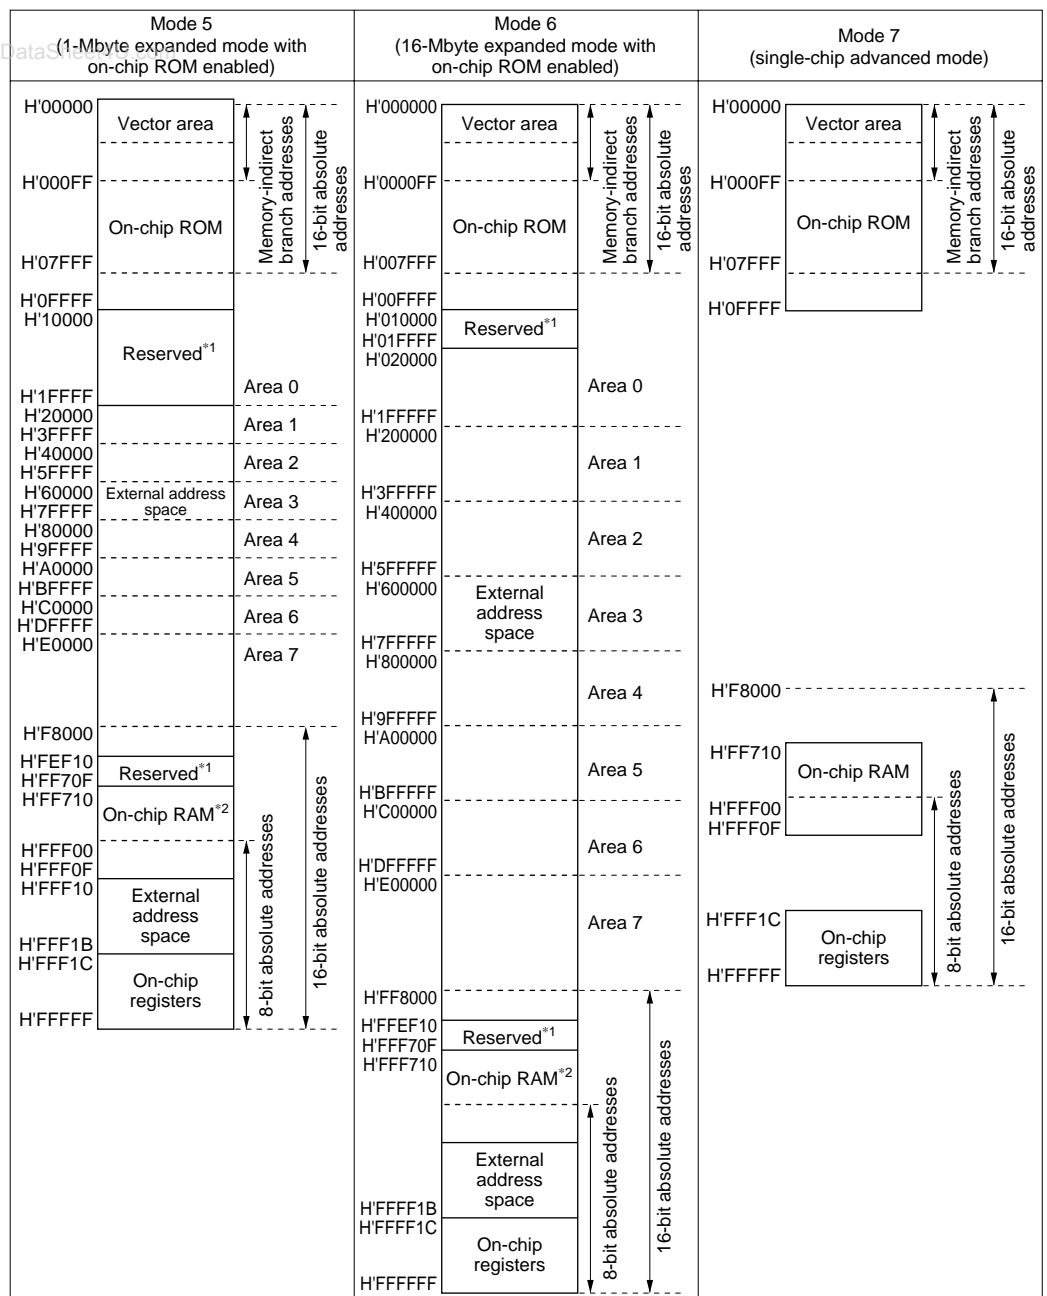 Mode 5
(1-Mbyte expanded mode with
on-chip ROM enabled)
H'00000
Vector area
H'000FF
On-chip ROM
H'07FFF
H'0FFFF
H'10000
Reserved*1
H'1FFFF
H'20000
H'3FFFF
H'40000
H'5FFFF
H'60000
H'7FFFF
External address
space
H'80000
H'9FFFF
H'A0000
H'BFFFF
H'C0000
H'DFFFF
H'E0000
Memory-indirect
branch addresses
16-bit absolute
addresses
Area 0
Area 1
Area 2
Area 3
Area 4
Area 5
Area 6
Area 7
H'F8000
H'FEF10
Reserved*1
H'FF70F
H'FF710
On-chip RAM*2
H'FFF00
H'FFF0F
H'FFF10
External
address
space
H'FFF1B
H'FFF1C
On-chip
registers
H'FFFFF
8-bit absolute addresses
16-bit absolute addresses
Mode 6
(16-Mbyte expanded mode with
on-chip ROM enabled)
H'000000
Vector area
H'0000FF
On-chip ROM
H'007FFF
H'00FFFF
H'010000
Reserved*1
H'01FFFF
H'020000
H'1FFFFF
H'200000
H'3FFFFF
H'400000
H'5FFFFF
H'600000
External
address
space
H'7FFFFF
H'800000
H'9FFFFF
H'A00000
H'BFFFFF
H'C00000
H'DFFFFF
H'E00000
Memory-indirect
branch addresses
16-bit absolute
addresses
Area 0
Area 1
Area 2
Area 3
Area 4
Area 5
Area 6
Area 7
H'FF8000
H'FFEF10
Reserved*1
H'FFF70F
H'FFF710
On-chip RAM*2
External
address
space
H'FFFF1B
H'FFFF1C
On-chip
registers
H'FFFFFF
8-bit absolute addresses
16-bit absolute addresses
Mode 7
(single-chip advanced mode)
H'00000
Vector area
H'000FF
On-chip ROM
H'07FFF
H'0FFFF
Memory-indirect
branch addresses
16-bit absolute
addresses
H'F8000
H'FF710
On-chip RAM
H'FFF00
H'FFF0F
H'FFF1C
On-chip
registers
H'FFFFF
8-bit absolute addresses
16-bit absolute addresses